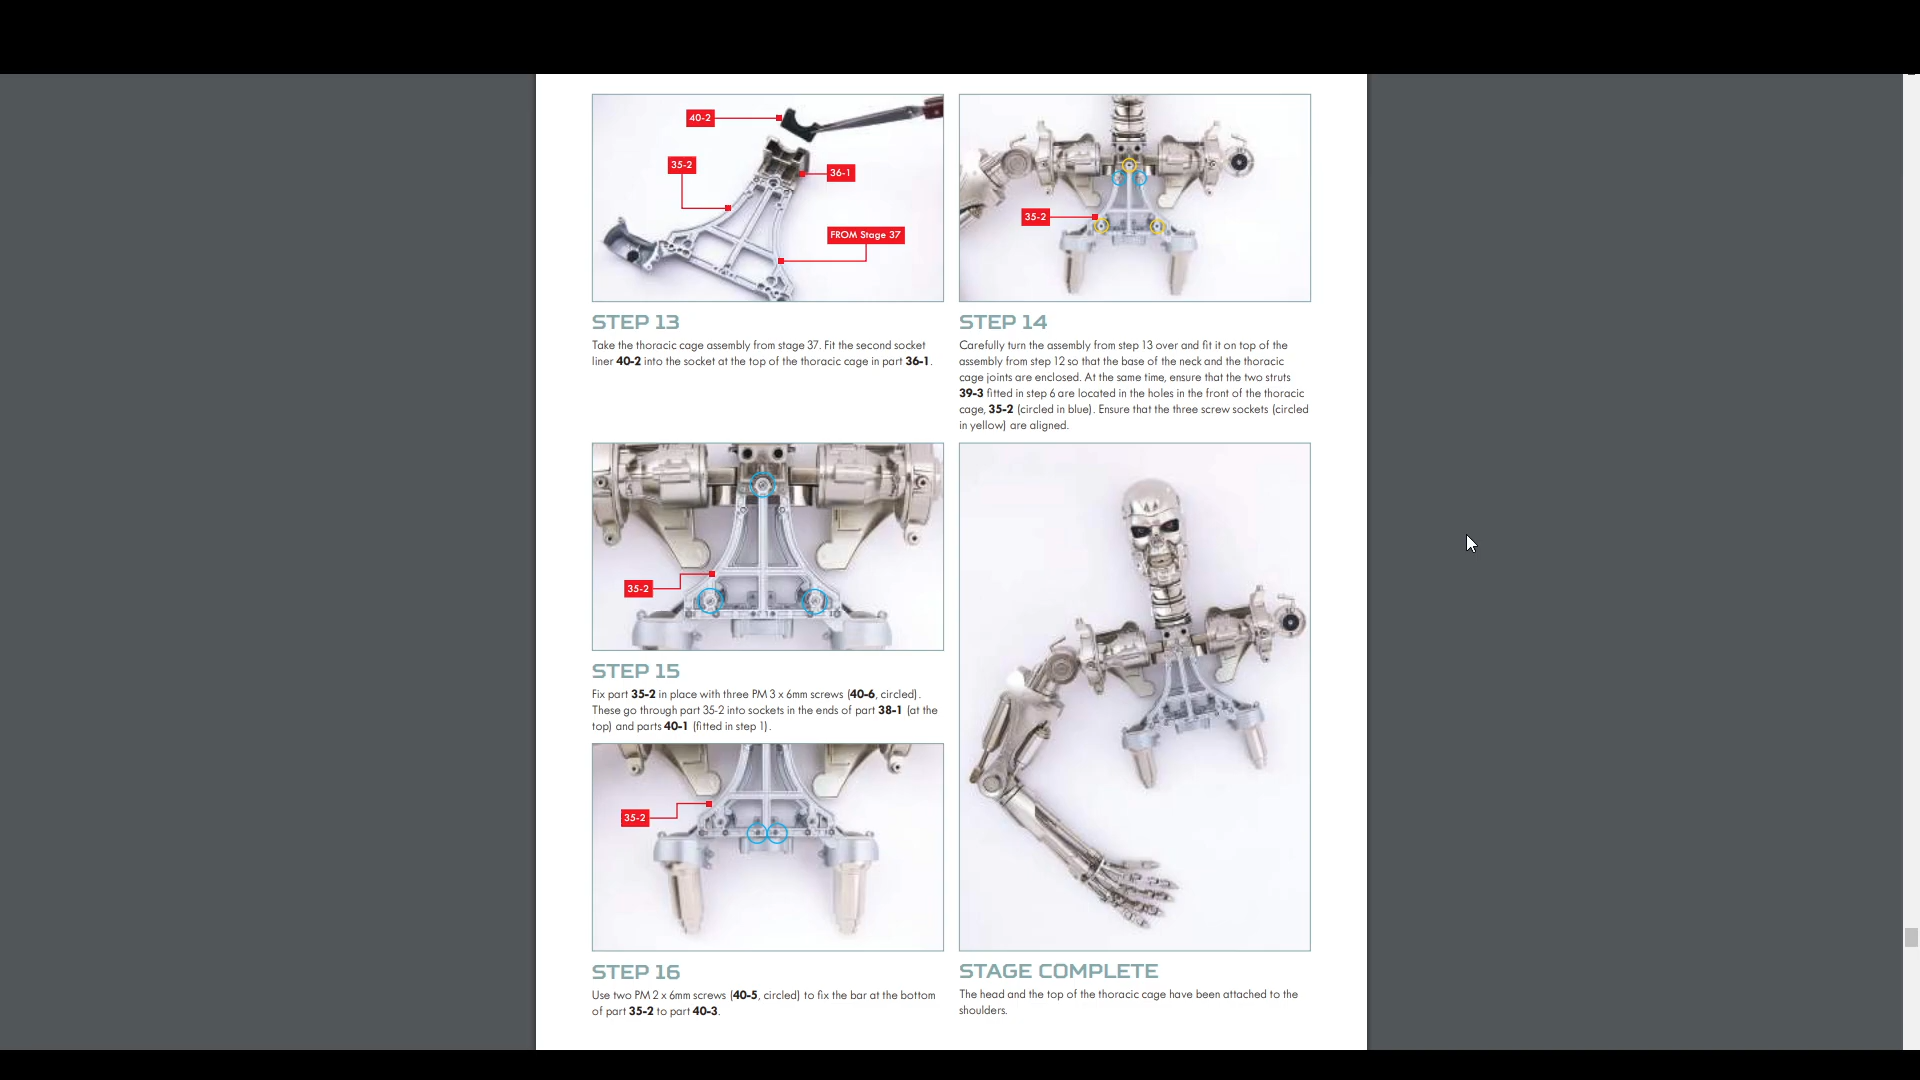 40-2
35-2
36-1
FROM Stage 37
STEP 13
Take the thoracic cage assembly from stage 37. Fit the second socket
liner 40-2 into the socket at the top of the thoracic cage in part 36-1.
35-2
STEP 14
Carefully turn the assembly from step 13 over and fit it on top of the
assembly from step 12 so that the base of the neck and the thoracic
cage joints are enclosed. At the same time, ensure that the two struts
39-3 fitted in step 6 are located in the holes in the front of the thoracic
cage, 35-2 (circled in blue). Ensure that the three screw sockets (circled
in yellow) are aligned.
35-2
STEP 15
Fix part 35-2 in place with three PM 3 x 6mm screws (40-6, circled).
These go through part 35-2 into sockets in the ends of part 38-1 (at the
top) and parts 40-1 (fitted in step 1).
35-2
STEP 16
Use two PM 2 x 6mm screws (40-5, circled) to fix the bar at the bottom
of part 35-2 to part 40-3.
STAGE COMPLETE
The head and the top of the thoracic cage have been attached to the
shoulders.